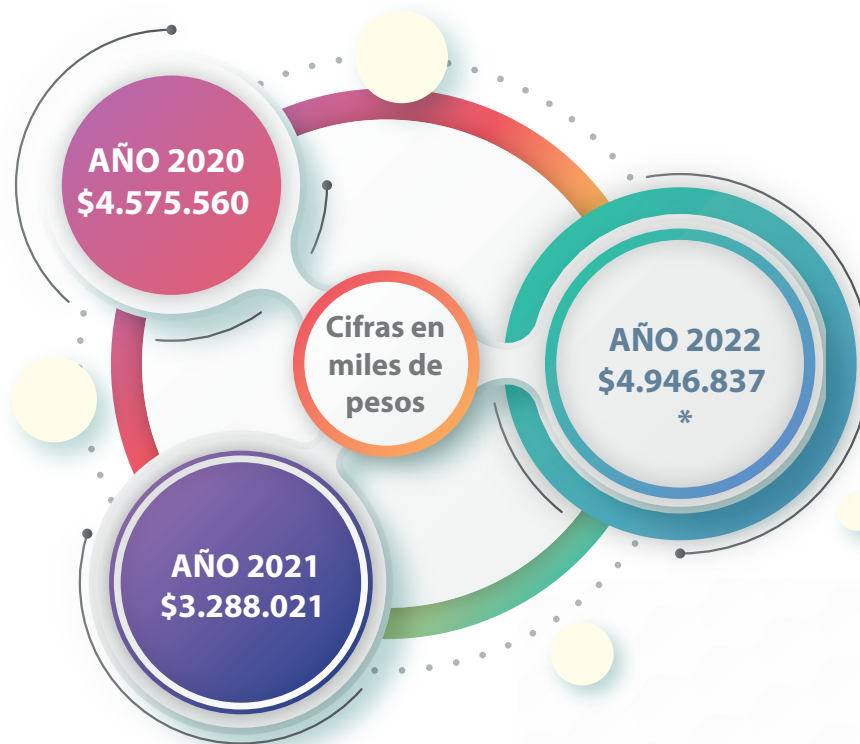 AÑO 2020
$4.575.560
Cifras en
miles de
pesos
AÑO 2022
$4.946.837
*
AÑO 2021
$3.288.021